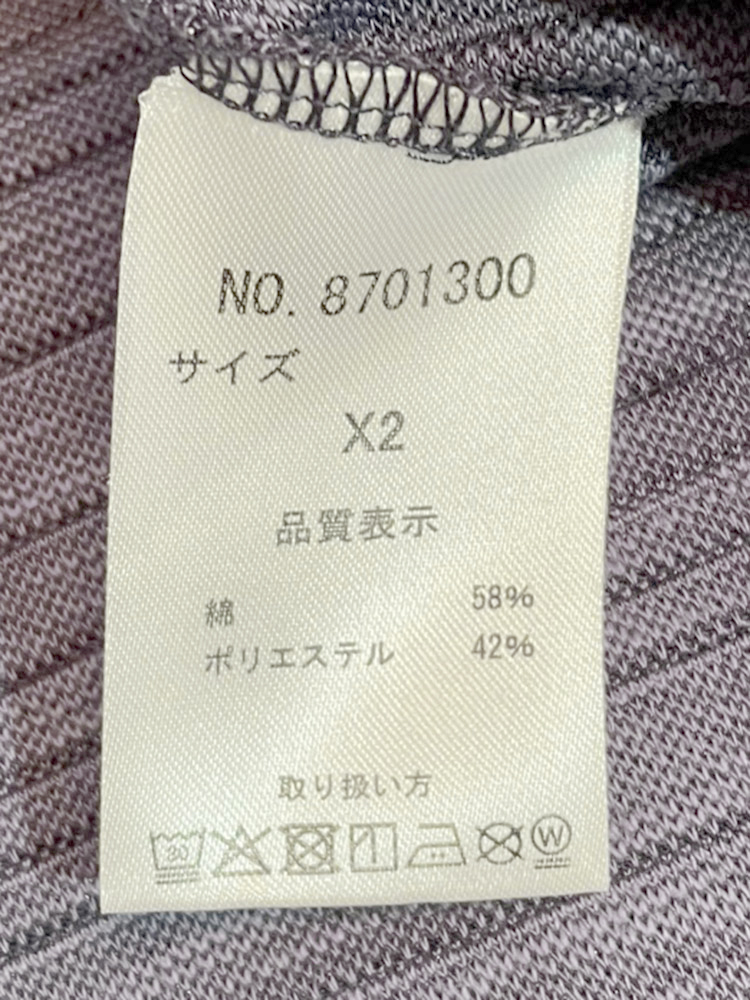 NO. 8701300
サイズ
X2
品質表示
綿 58%
ポリエステル 42%
取り扱い方
30 W